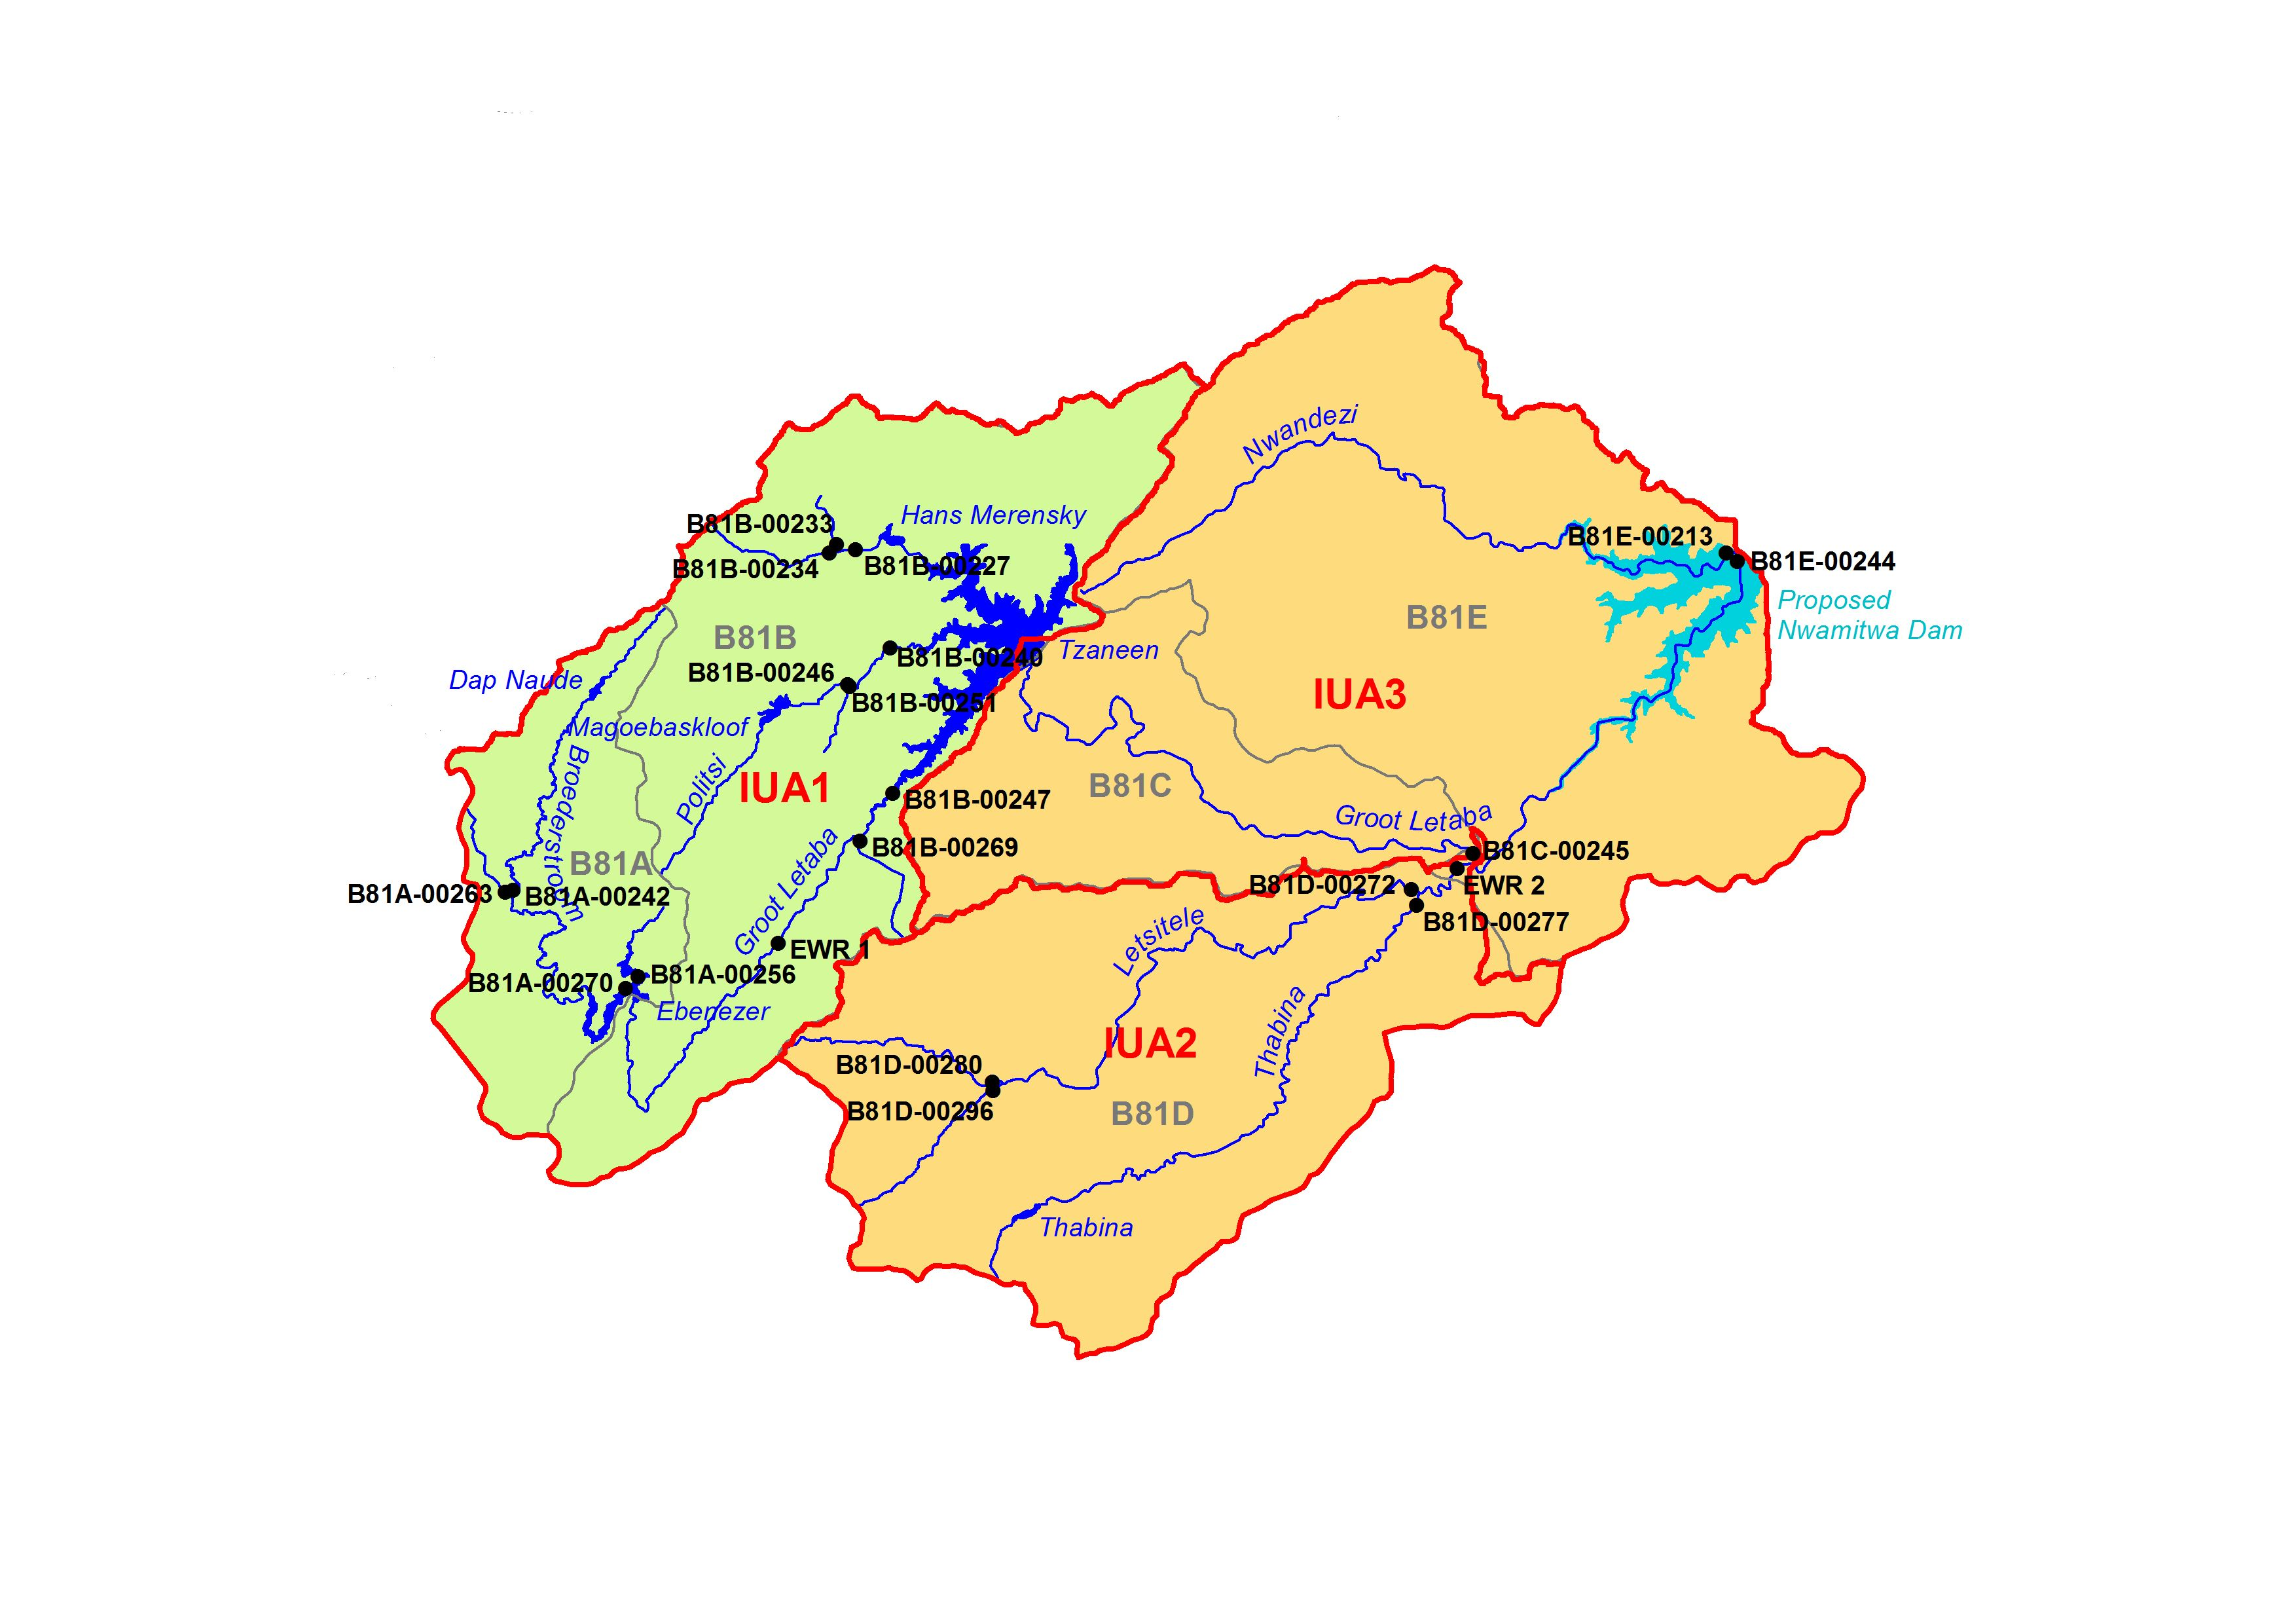 Nwandezi
Hans Merensky
B81B-00233
B81B-00234
B81B-00227
B81E-00213
B81E-00244
Proposed
Nwamitwa Dam
B81E
B81B
B81B-00240
Tzaneen
B81B-00246
B81B-00251
Dap Naude
IUA3
Magoebaskloof
Broederstroom
Politsi
IUA1
B81C
B81B-00247
Groot Letaba
B81B-00269
B81C-00245
B81A
B81A-00263
B81A-00242
Groot Letaba
B81D-00272
EWR 2
B81D-00277
Letsitele
EWR 1
B81A-00256
B81A-00270
Ebenezer
Thabina
IUA2
B81D-00280
B81D-00296
B81D
Thabina